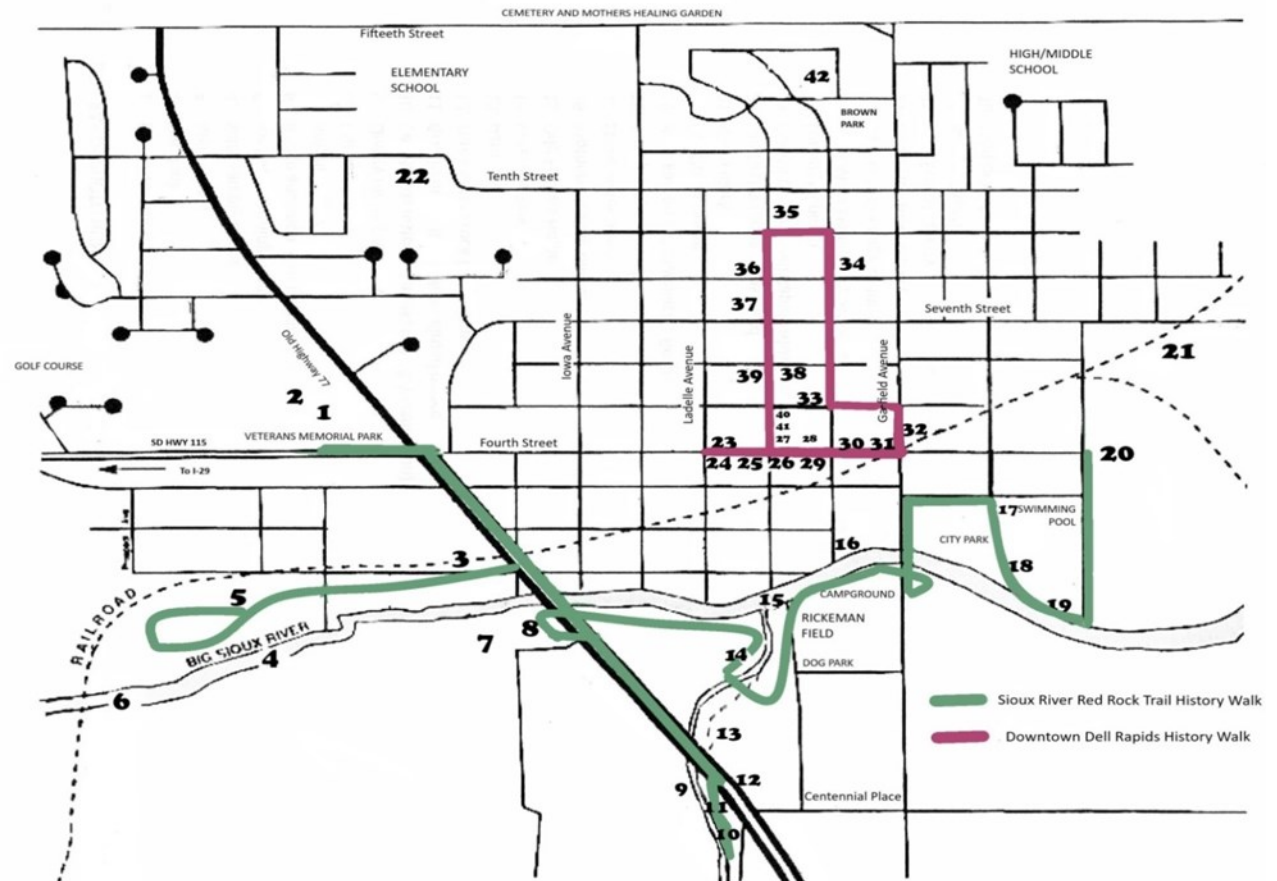 CEMETERY AND MOTHERS HEALING GARDEN
Fifteeth Street
ELEMENTARY
SCHOOL
HIGH/MIDDLE
SCHOOL
42
BROWN
PARK
22
Tenth Street
35
36
34
37
Seventh Street
Old Highway 77
Iowa Avenue
Ladelle Avenue
Garfield Avenue
21
GOLF COURSE
39
38
2
1
33
40
41
27
28
VETERANS MEMORIAL PARK
SD HWY 115
Fourth Street
23
30
31
32
To I-29
24
25
26
29
20
17
SWIMMING
POOL
CITY PARK
16
3
18
5
15
CAMPGROUND
19
RAILROAD
BIG SIOUX RIVER
RICKEMAN
FIELD
4
7
8
14
DOG PARK
6
Sioux River Red Rock Trail History Walk
13
Downtown Dell Rapids History Walk
9
12
11
Centennial Place
10